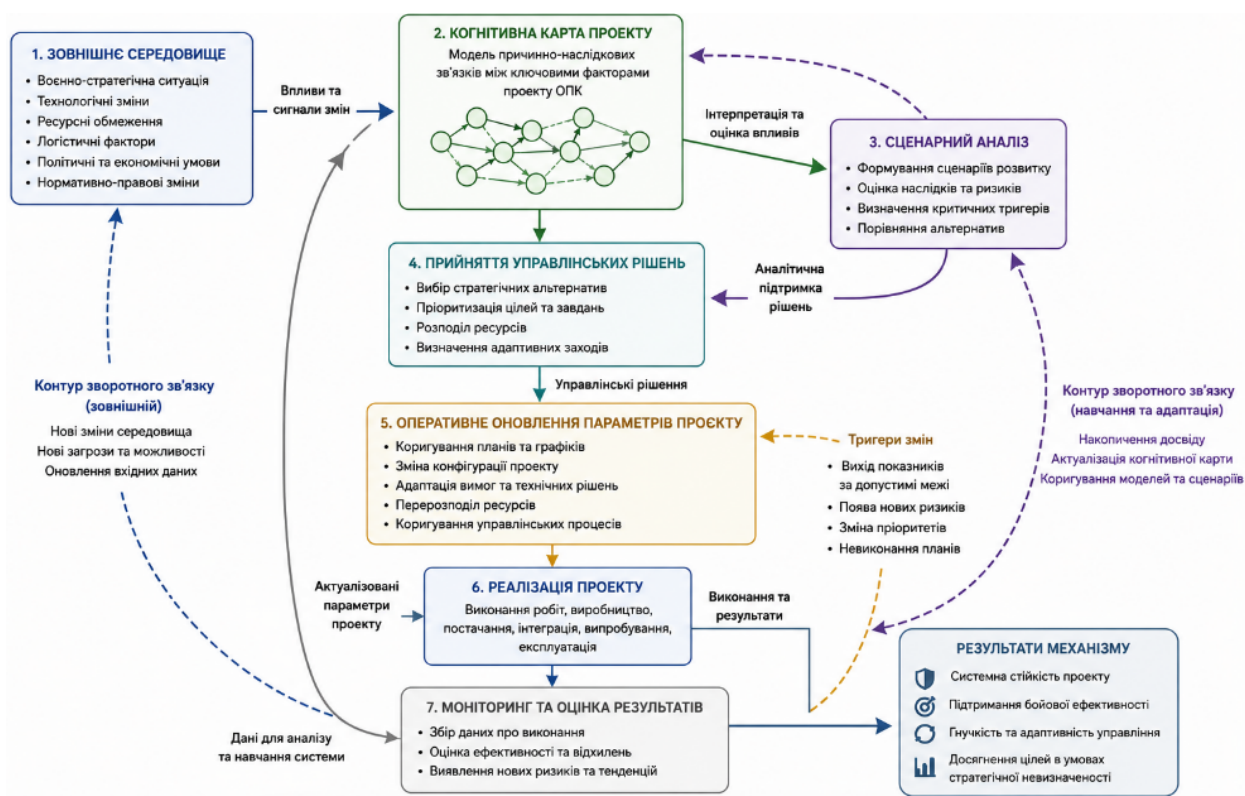 1. ЗОВНІШНЄ СЕРЕДОВИЩЕ
• Воєнно-стратегічна ситуація
• Технологічні зміни
• Ресурсні обмеження
• Логістичні фактори
• Політичні та економічні умови
• Нормативно-правові зміни
Впливи та
сигнали змін
2. КОГНІТИВНА КАРТА ПРОЕКТУ
Модель причинно-наслідкових
зв'язків між ключовими факторами
проекту ОПК
Інтерпретація та
оцінка впливів
3. СЦЕНАРНИЙ АНАЛІЗ
• Формування сценаріїв розвитку
• Оцінка наслідків та ризиків
• Визначення критичних тригерів
• Порівняння альтернатив
4. ПРИЙНЯТТЯ УПРАВЛІНСЬКИХ РІШЕНЬ
• Вибір стратегічних альтернатив
• Пріоритизація цілей та завдань
• Розподіл ресурсів
• Визначення адаптивних заходів
Аналітична
підтримка
рішень
Управлінські рішення
Контур зворотного зв'язку
(зовнішній)
Нові зміни середовища
Нові загрози та можливості
Оновлення вхідних даних
5. ОПЕРАТИВНЕ ОНОВЛЕННЯ ПАРАМЕТРІВ ПРОЄКТУ
• Коригування планів та графіків
• Зміна конфігурації проекту
• Адаптація вимог та технічних рішень
• Перерозподіл ресурсів
• Коригування управлінських процесів
Тригери змін
• Вихід показників
за допустимі межі
• Поява нових ризиків
• Зміна пріоритетів
• Невиконання планів
Контур зворотного зв'язку
(навчання та адаптація)
Накопичення досвіду
Актуалізація когнітивної карти
Коригування моделей та сценаріїв
Актуалізовані
параметри
проекту
6. РЕАЛІЗАЦІЯ ПРОЕКТУ
Виконання робіт, виробництво,
постачання, інтеграція, випробування,
експлуатація
Виконання та
результати
7. МОНІТОРИНГ ТА ОЦІНКА РЕЗУЛЬТАТІВ
• Збір даних про виконання
• Оцінка ефективності та відхилень
• Виявлення нових ризиків та тенденцій
Дані для аналізу
та навчання системи
РЕЗУЛЬТАТИ МЕХАНІЗМУ
Системна стійкість проекту
Підтримання бойової ефективності
Гнучкість та адаптивність управління
Досягнення цілей в умовах
стратегічної невизначеності